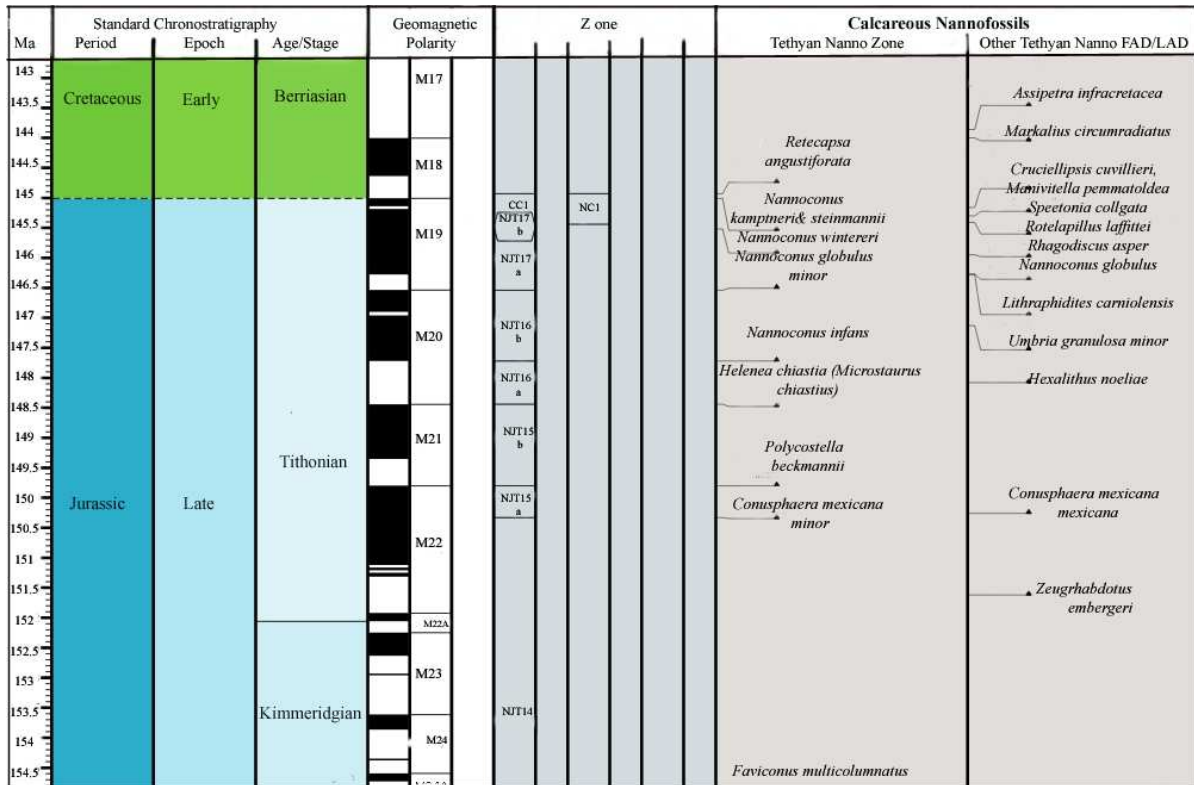 Standard Chronostratigraphy
Geomagnetic
Polarity
Z one
Calcareous Nannofossils
Ma
Period
Epoch
Age/Stage
Tethyan Nanno Zone
Other Tethyan Nanno FAD/LAD
143
143.5
144
144.5
145
145.5
146
146.5
147
147.5
148
148.5
149
149.5
150
150.5
151
151.5
152
152.5
153
153.5
154
154.5
Cretaceous
Jurassic
Early
Late
Berriasian
Tithonian
Kimmeridgian
M17
M18
M19
M20
M21
M22
M22A
M23
M24
CC1
NJT17
b
NJT17
a
NJT16
b
NJT16
a
NJT15
b
NJT15
a
NJT14
NC1
Retecapsa
angustiforata
Nannoconus
kamptneri& steinmannii
Nannoconus wintereri
Nannoconus globulus
minor
Nannoconus infans
Helenea chiastia (Microstaurus
chiastius)
Polycostella
beckmannii
Conusphaera mexicana
minor
Faviconus multicolumnatus
Assipetra infracretacea
Markalius circumradiatus
Cruciellipsis cuvillieri,
Manivitella pemmatoldea
Speetonia collgata
Rotelapillus laffittei
Rhagodiscus asper
Nannoconus globulus
Lithraphidites carniolensis
Umbria granulosa minor
Hexalithus noeliae
Conusphaera mexicana
mexicana
Zeugrhabdotus
embergeri